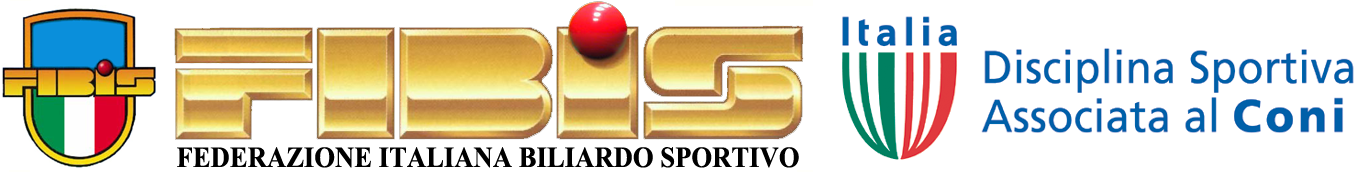 FIBiS
FIBiS
FEDERAZIONE ITALIANA BILIARDO SPORTIVO
Italia
Disciplina Sportiva
Associata al Coni